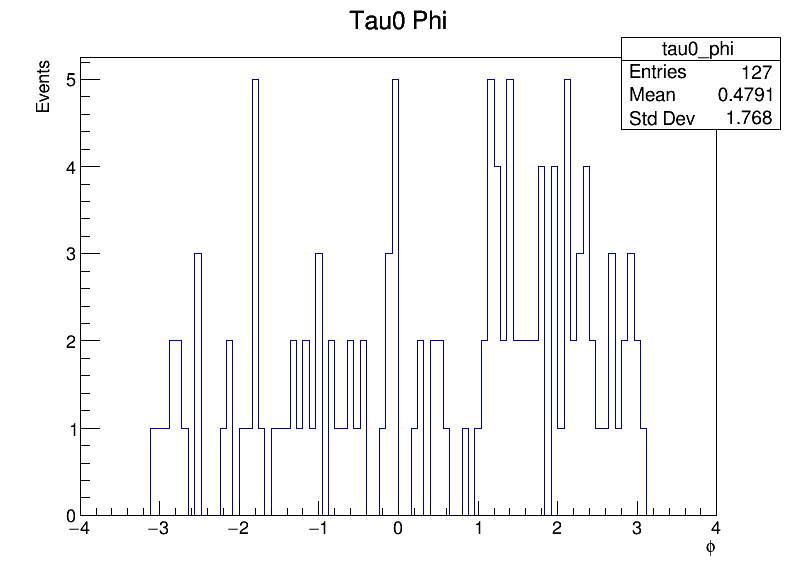 Tau0 Phi
tau0_phi
Entries 127
Mean 0.4791
Std Dev 1.768
Events
5
4
3
2
1
0
−4 −3 −2 −1 0 1 2 3 4
ϕ